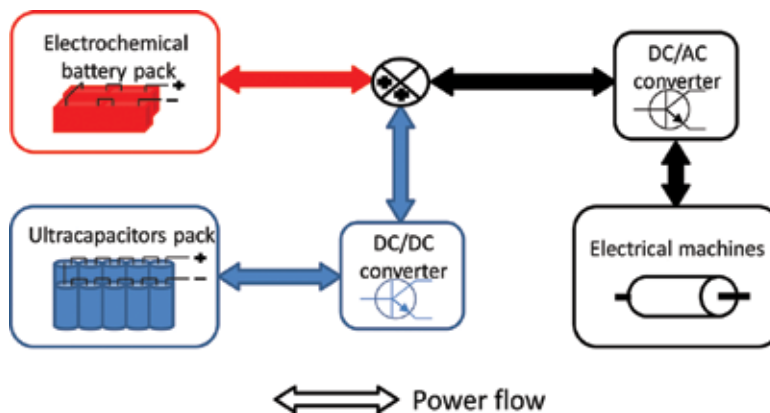 Electrochemical
battery pack
+
−
DC/AC
converter
Ultracapacitors pack
+
−
DC/DC
converter
Electrical machines
Power flow